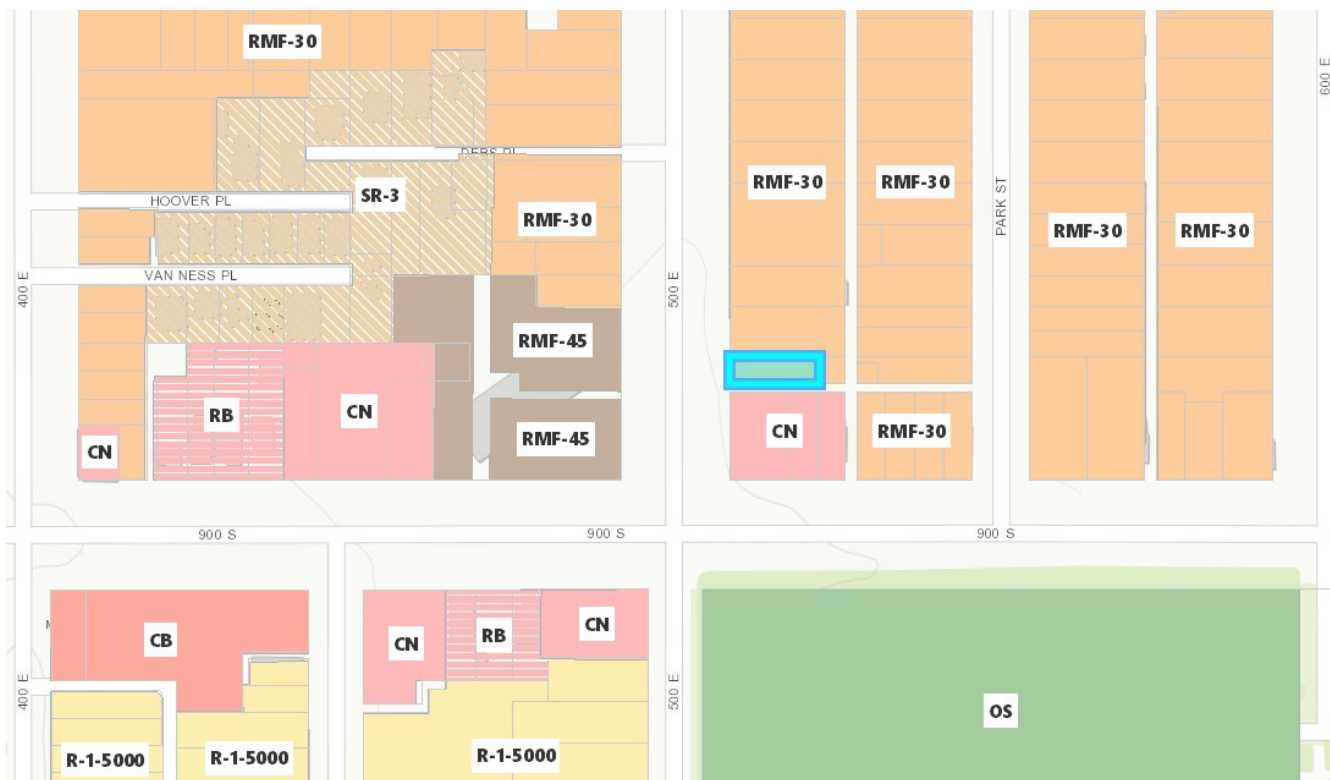 RMF-30
600 E
DEBS PL
SR-3
RMF-30
RMF-30
HOOVER PL
RMF-30
PARK ST
RMF-30
RMF-30
VAN NESS PL
400 E
500 E
RMF-45
RB
CN
CN
RMF-30
RMF-45
CN
900 S
900 S
900 S
CB
CN
RB
CN
400 E
500 E
OS
R-1-5000
R-1-5000
R-1-5000